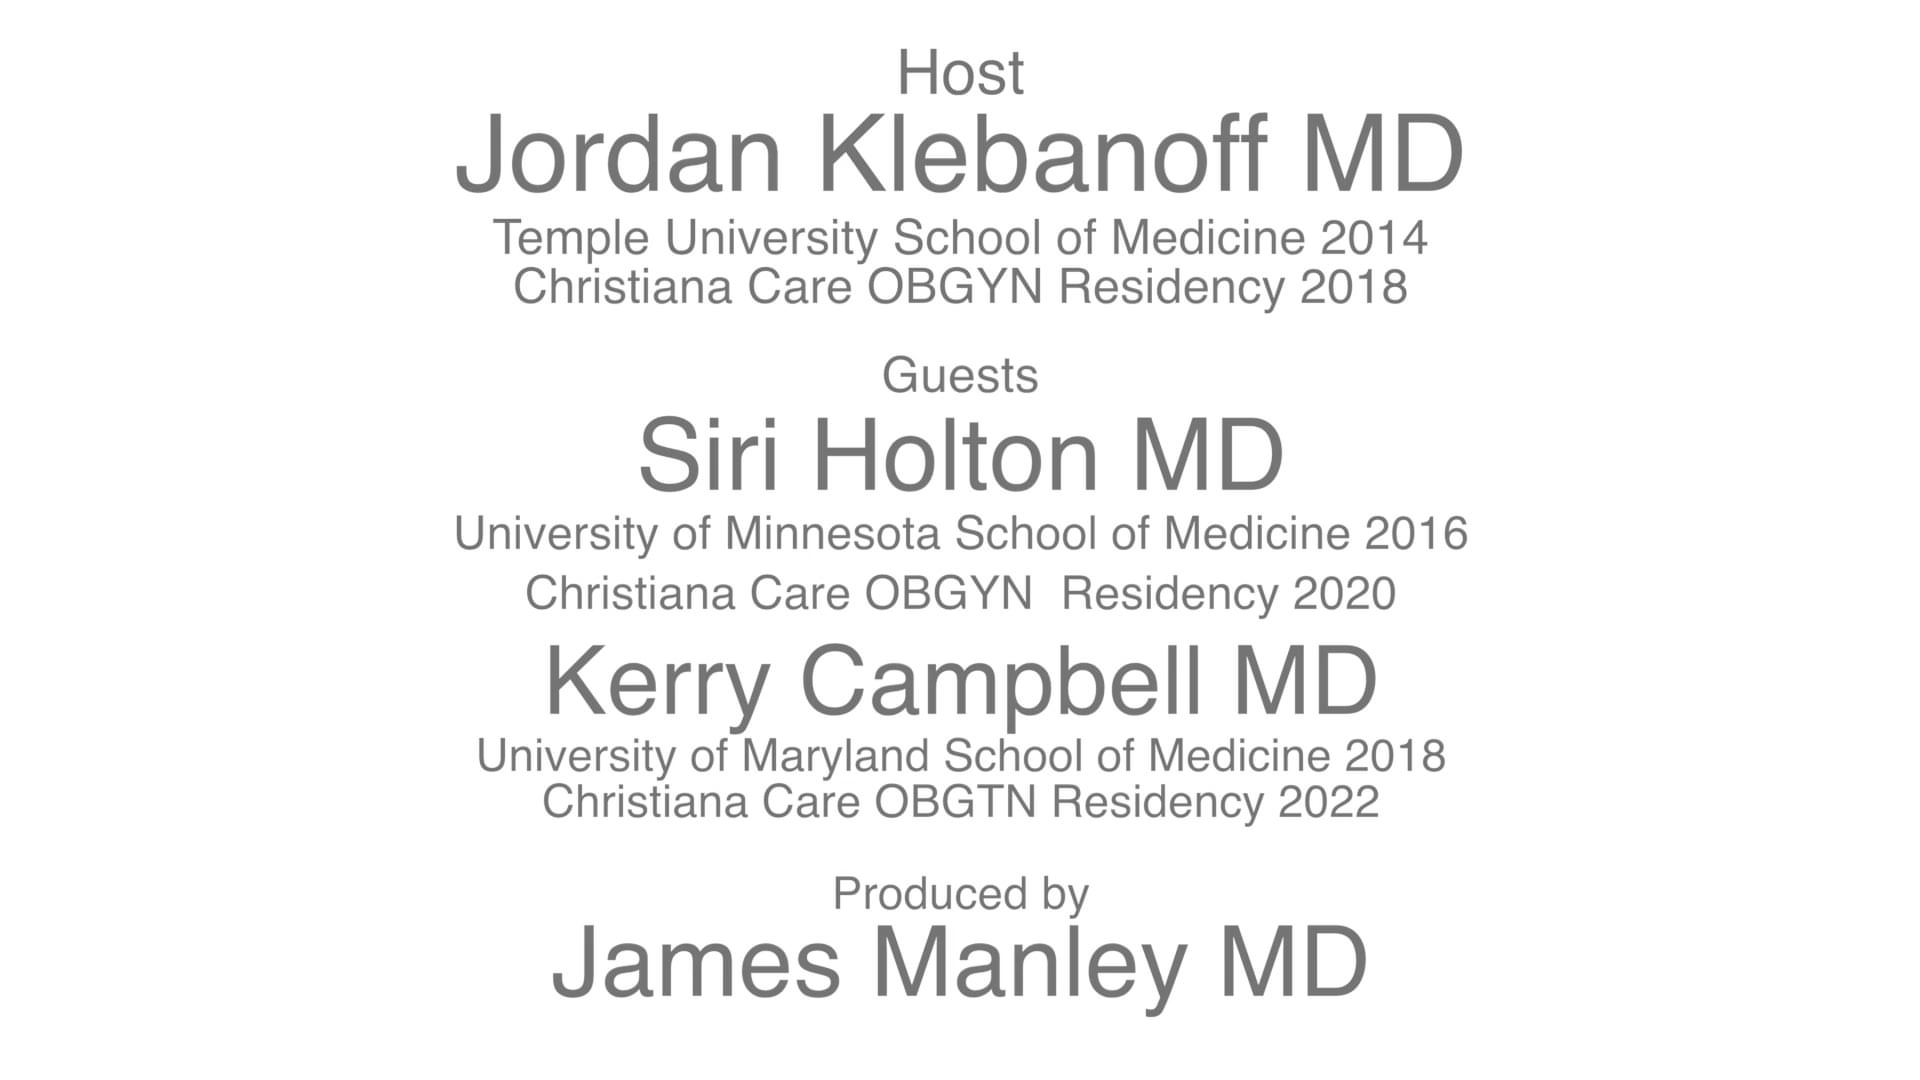 Host
Jordan Klebanoff MD
Temple University School of Medicine 2014
Christiana Care OBGYN Residency 2018
Guests
Siri Holton MD
University of Minnesota School of Medicine 2016
Christiana Care OBGYN  Residency 2020
Kerry Campbell MD
University of Maryland School of Medicine 2018
Christiana Care OBGTN Residency 2022
Produced by
James Manley MD